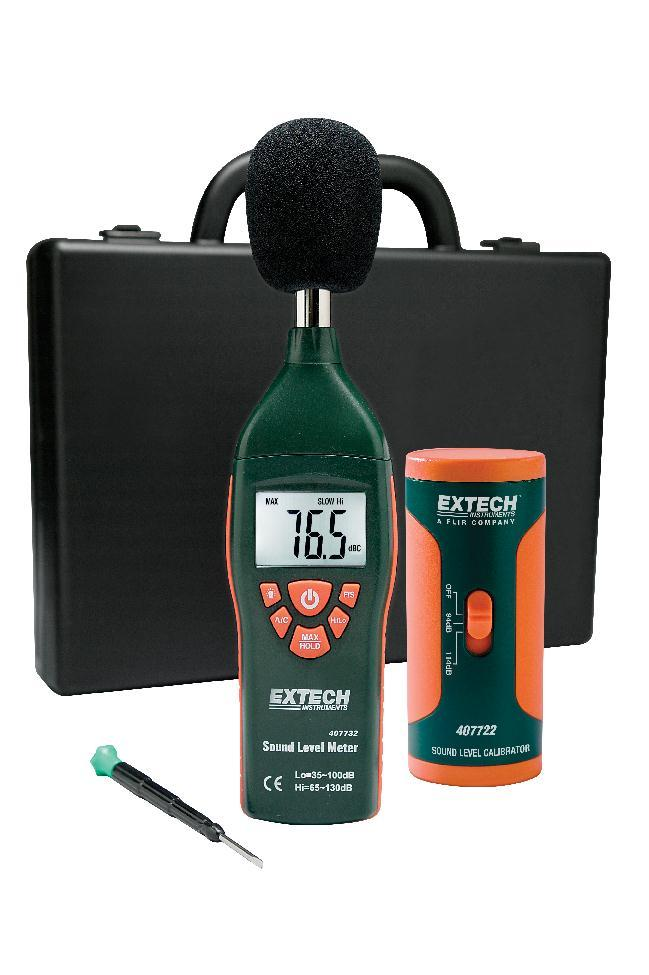 MAX SLOW Hi
76.5 dBC
F/S
A/C
Hi/Lo
MAX
HOLD
EXTECH
INSTRUMENTS
407732
Sound Level Meter
CE
Lo=35~100dB
Hi=65~130dB
EXTECH
INSTRUMENTS
A FLIR COMPANY
OFF
94dB
114dB
407722
SOUND LEVEL CALIBRATOR